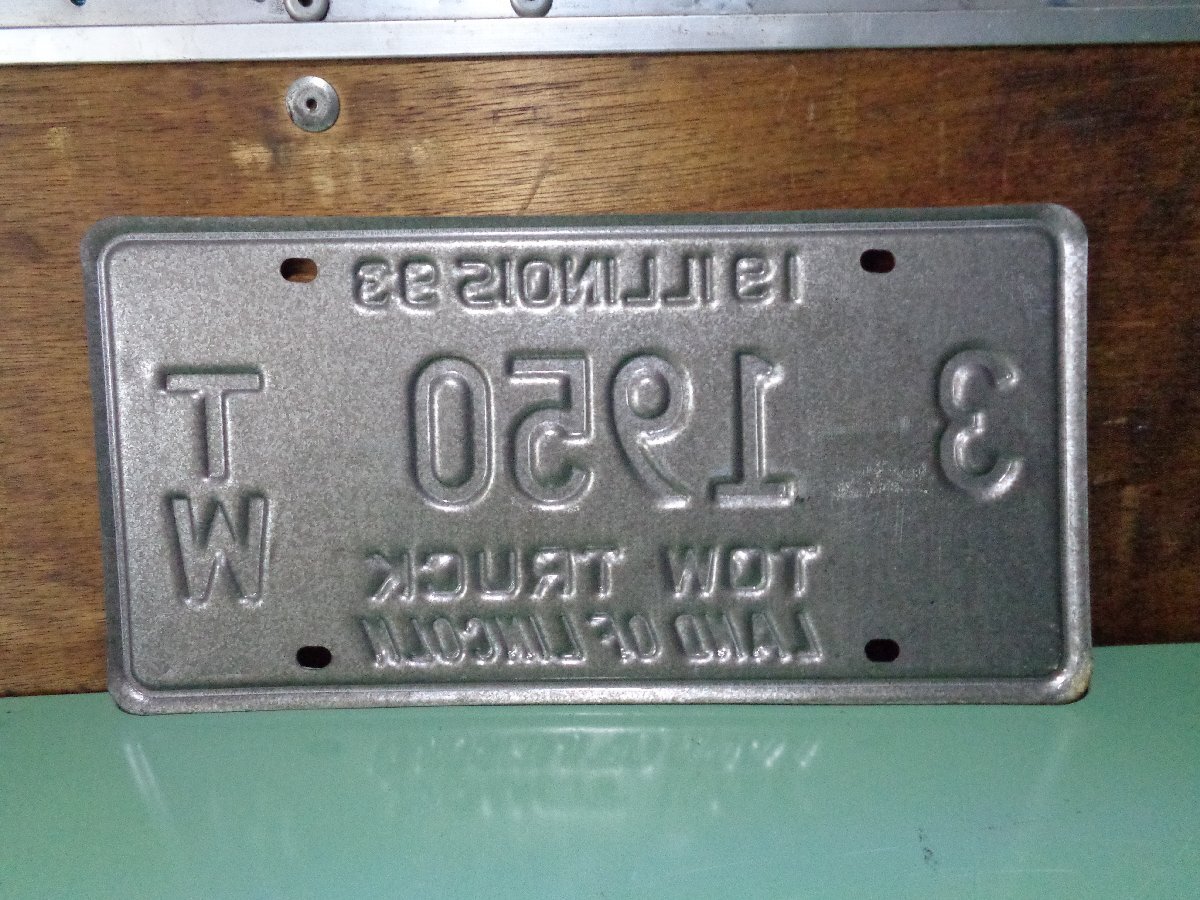 19 ILLINOIS 93
3 1950 TW
TOW TRUCK
LAND OF LINCOLN